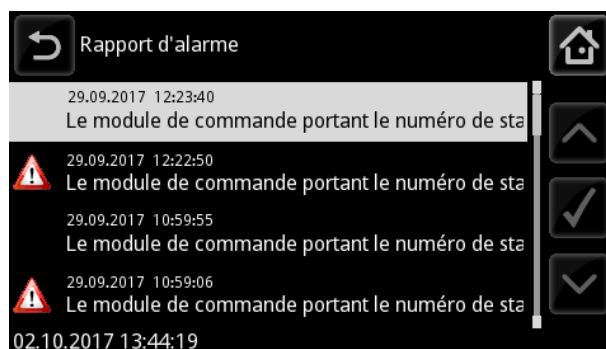 Rapport d'alarme
29.09.2017 12:23:40
Le module de commande portant le numéro de sta
29.09.2017 12:22:50
Le module de commande portant le numéro de sta
29.09.2017 10:59:55
Le module de commande portant le numéro de sta
29.09.2017 10:59:06
Le module de commande portant le numéro de sta
02.10.2017 13:44:19